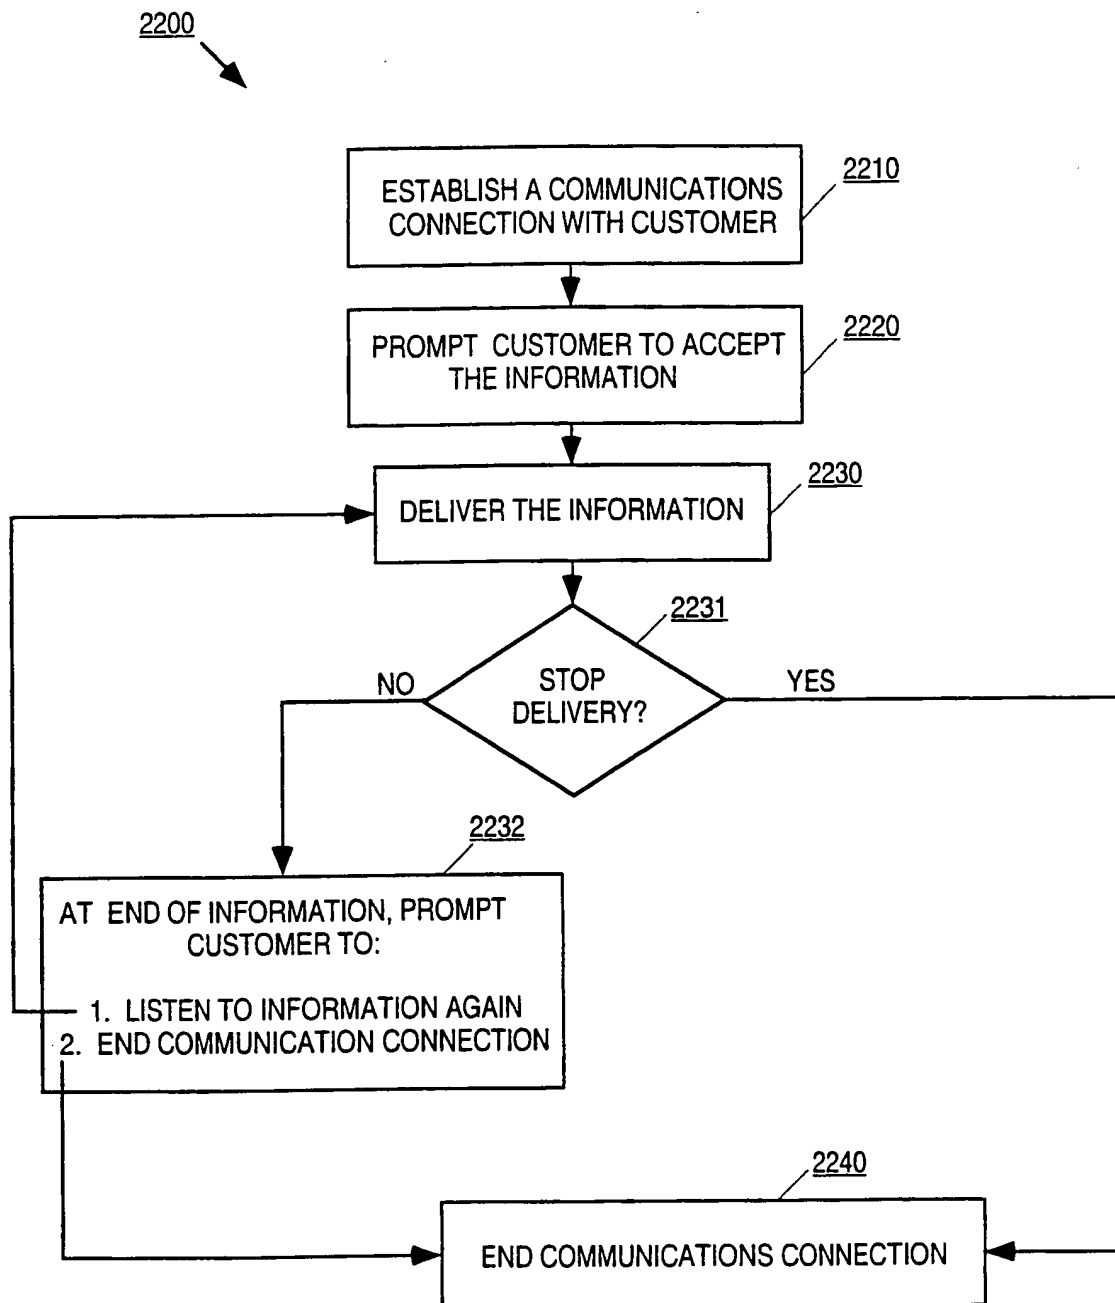 2200
2210
ESTABLISH A COMMUNICATIONS
CONNECTION WITH CUSTOMER
2220
PROMPT CUSTOMER TO ACCEPT
THE INFORMATION
2230
DELIVER THE INFORMATION
2231
STOP
DELIVERY?
NO
YES
2232
AT END OF INFORMATION, PROMPT
CUSTOMER TO:
1. LISTEN TO INFORMATION AGAIN
2. END COMMUNICATION CONNECTION
2240
END COMMUNICATIONS CONNECTION